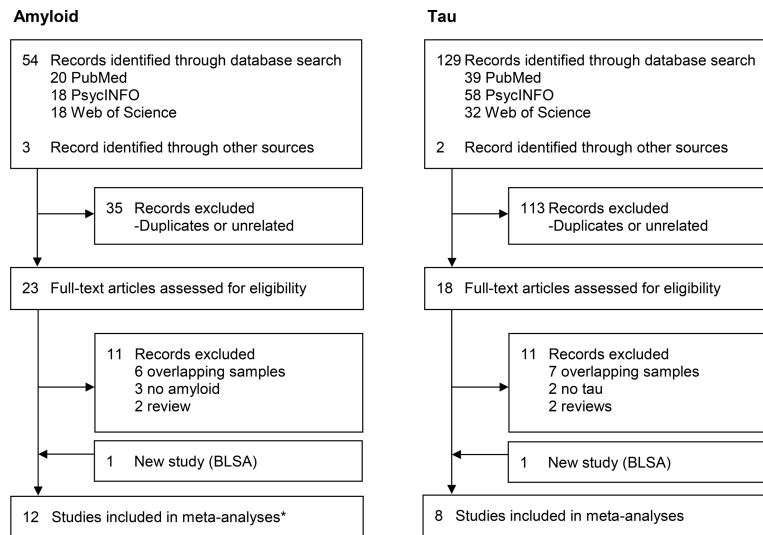 Amyloid
54 Records identified through database search
20 PubMed
18 PsycINFO
18 Web of Science
3 Record identified through other sources
35 Records excluded
-Duplicates or unrelated
23 Full-text articles assessed for eligibility
11 Records excluded
6 overlapping samples
3 no amyloid
2 review
1 New study (BLSA)
12 Studies included in meta-analyses*
Tau
129 Records identified through database search
39 PubMed
58 PsycINFO
32 Web of Science
2 Record identified through other sources
113 Records excluded
-Duplicates or unrelated
18 Full-text articles assessed for eligibility
11 Records excluded
7 overlapping samples
2 no tau
2 reviews
1 New study (BLSA)
8 Studies included in meta-analyses